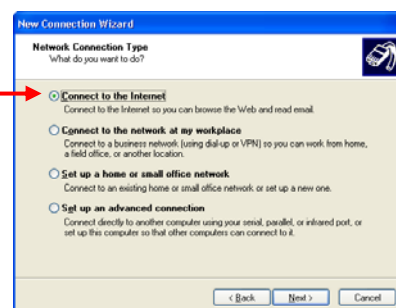 New Connection Wizard
Network Connection Type
What do you want to do?
Connect to the Internet
Connect to the Internet so you can browse the Web and read email.
Connect to the network at my workplace
Connect to a business network (using dial-up or VPN) so you can work from home,
a field office, or another location.
Set up a home or small office network
Connect to an existing home or small office network or set up a new one.
Set up an advanced connection
Connect directly to another computer using your serial, parallel, or infrared port, or
set up this computer so that other computers can connect to it.
< Back Next > Cancel